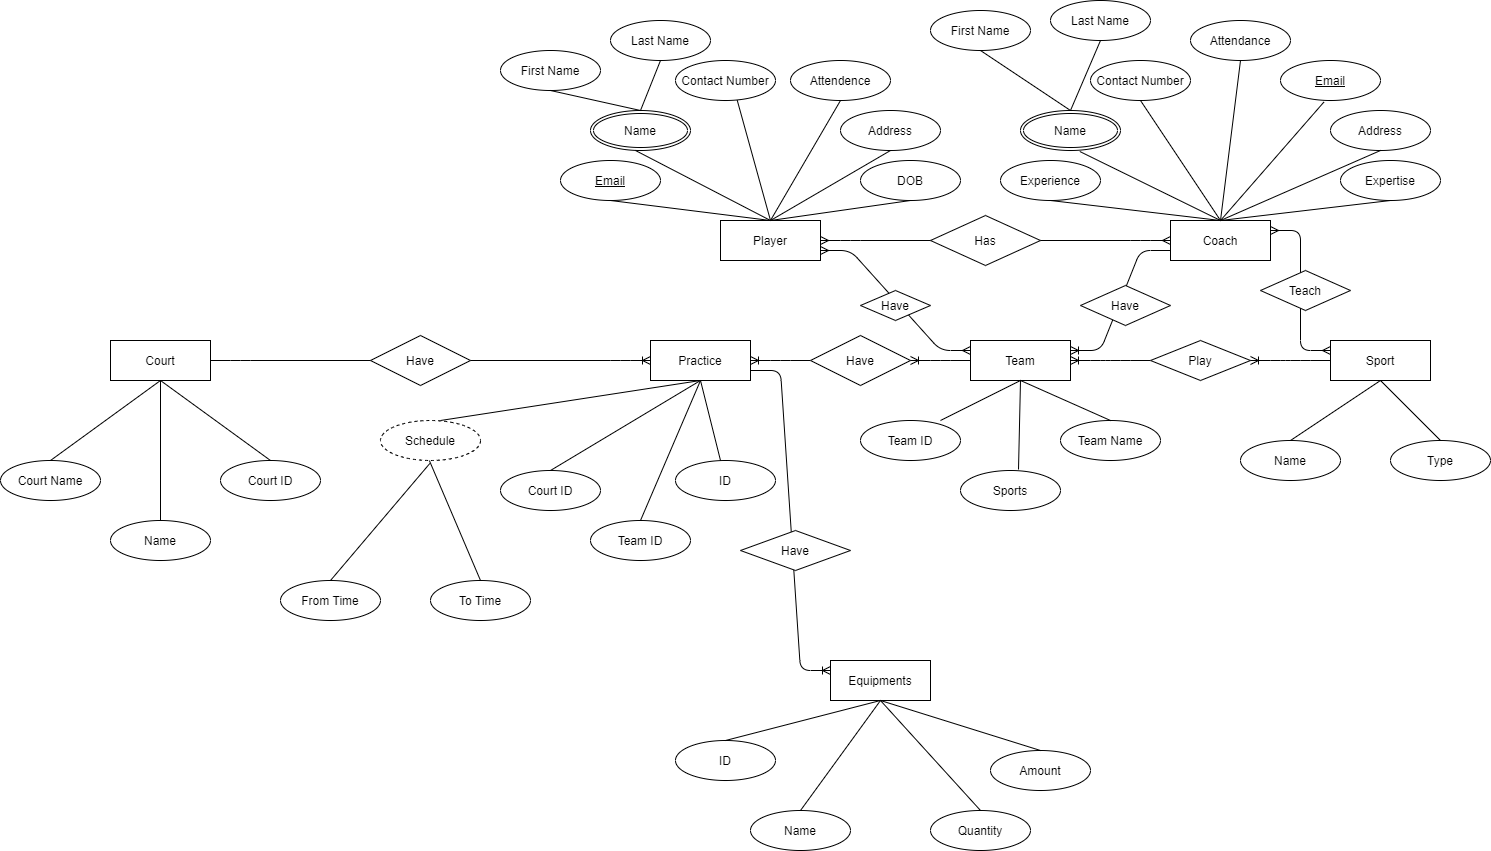 Last Name
First Name
Contact Number
Attendence
Name
Address
Email
DOB
Last Name
First Name
Attendance
Contact Number
Email
Name
Address
Experience
Expertise
Player
Has
Coach
Have
Have
Teach
Court
Have
Practice
Have
Team
Play
Sport
Schedule
Team ID
Team Name
Name
Type
Court Name
Court ID
Court ID
ID
Sports
Name
Team ID
Have
From Time
To Time
Equipments
ID
Amount
Name
Quantity